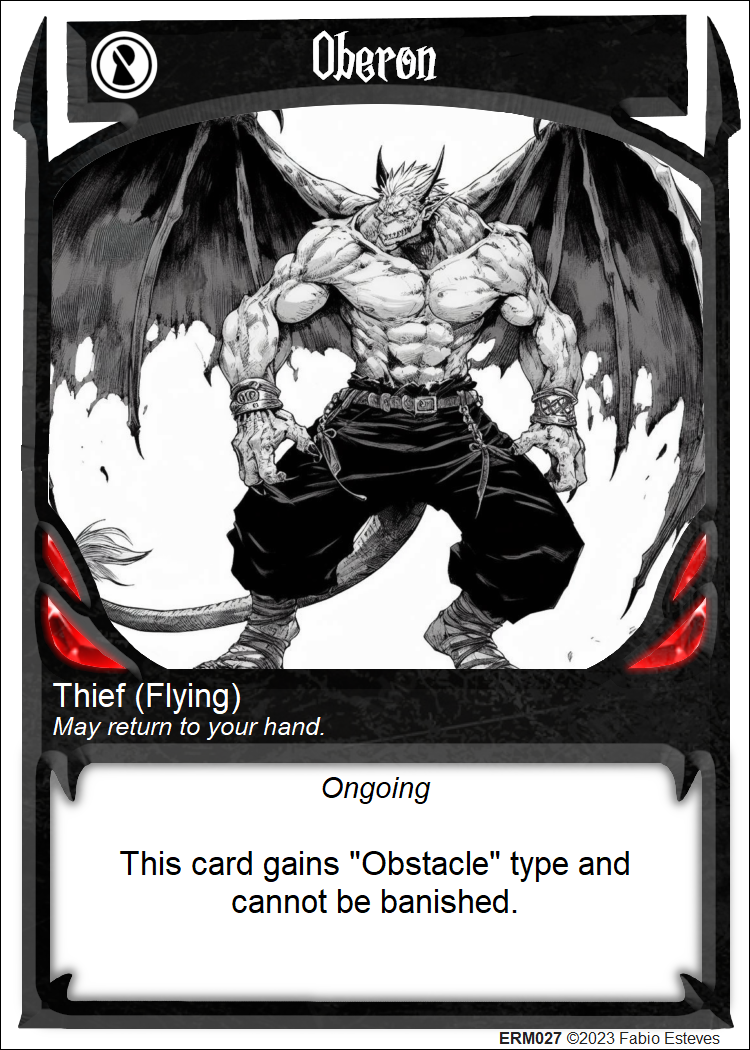 Oberon
Thief (Flying)
May return to your hand.
Ongoing
This card gains "Obstacle" type and
cannot be banished.
ERM027 ©2023 Fabio Esteves